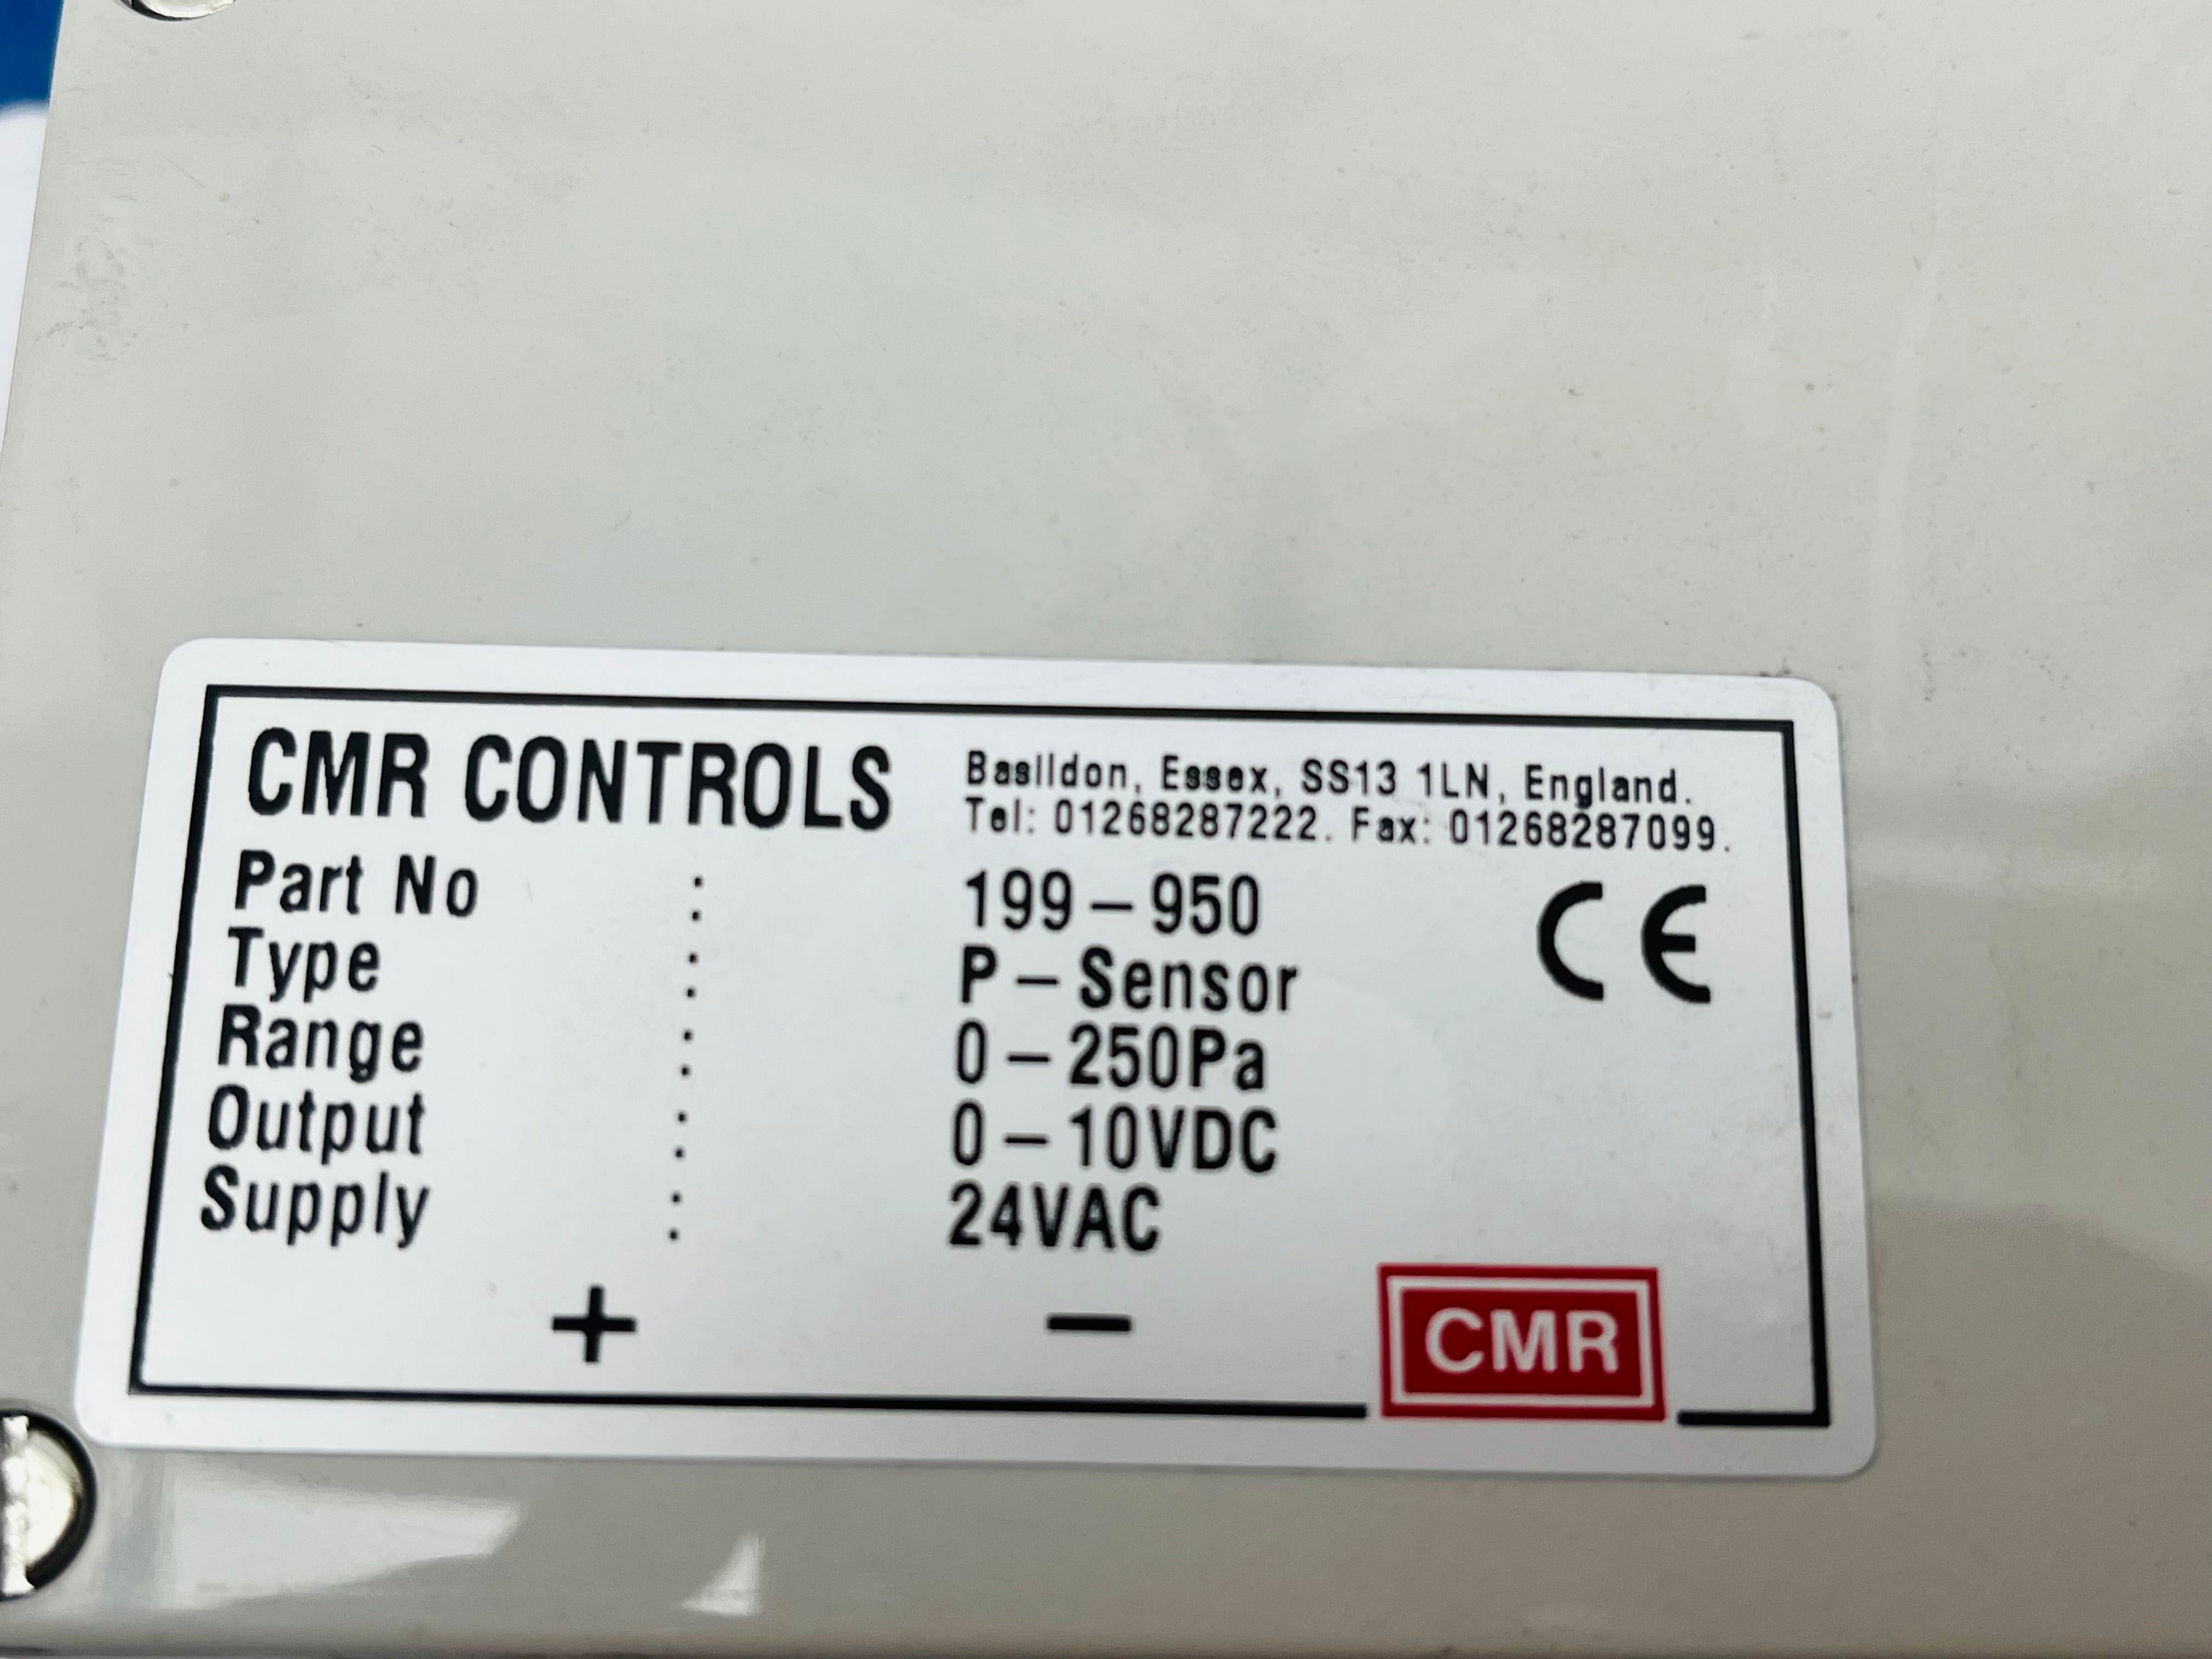 CMR CONTROLS
Basildon, Essex, SS13 1LN, England.
Tel: 01268287222. Fax: 01268287099.
Part No : 199-950
Type : P-Sensor
Range : 0-250Pa
Output : 0-10VDC
Supply : 24VAC
CE
+ -
CMR